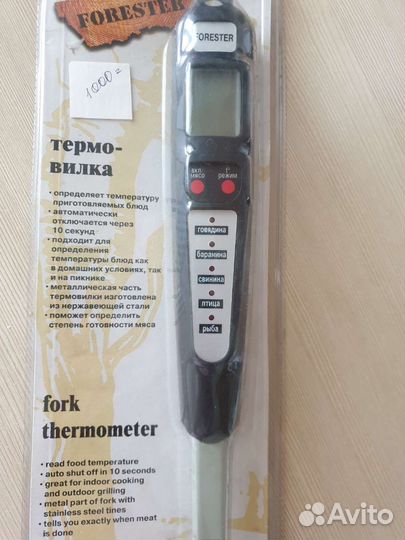 FORESTER
1000=
FORESTER
термо-
вилка
• определяет температуру
приготовляемых блюд
• автоматически
отключается через
10 секунд
• подходит для
определения
температуры блюд как
в домашних условиях, так
и на пикнике
• металлическая часть
термовилки изготовлена
из нержавеющей стали
• поможет определить
степень готовности мяса
вкл.
мясо
t°
режим
говядина
баранина
свинина
птица
рыба
fork
thermometer
• read food temperature
• auto shut off in 10 seconds
• great for indoor cooking
and outdoor grilling
• metal part of fork with
stainless steel tines
• tells you exactly when meat
is done
Avito